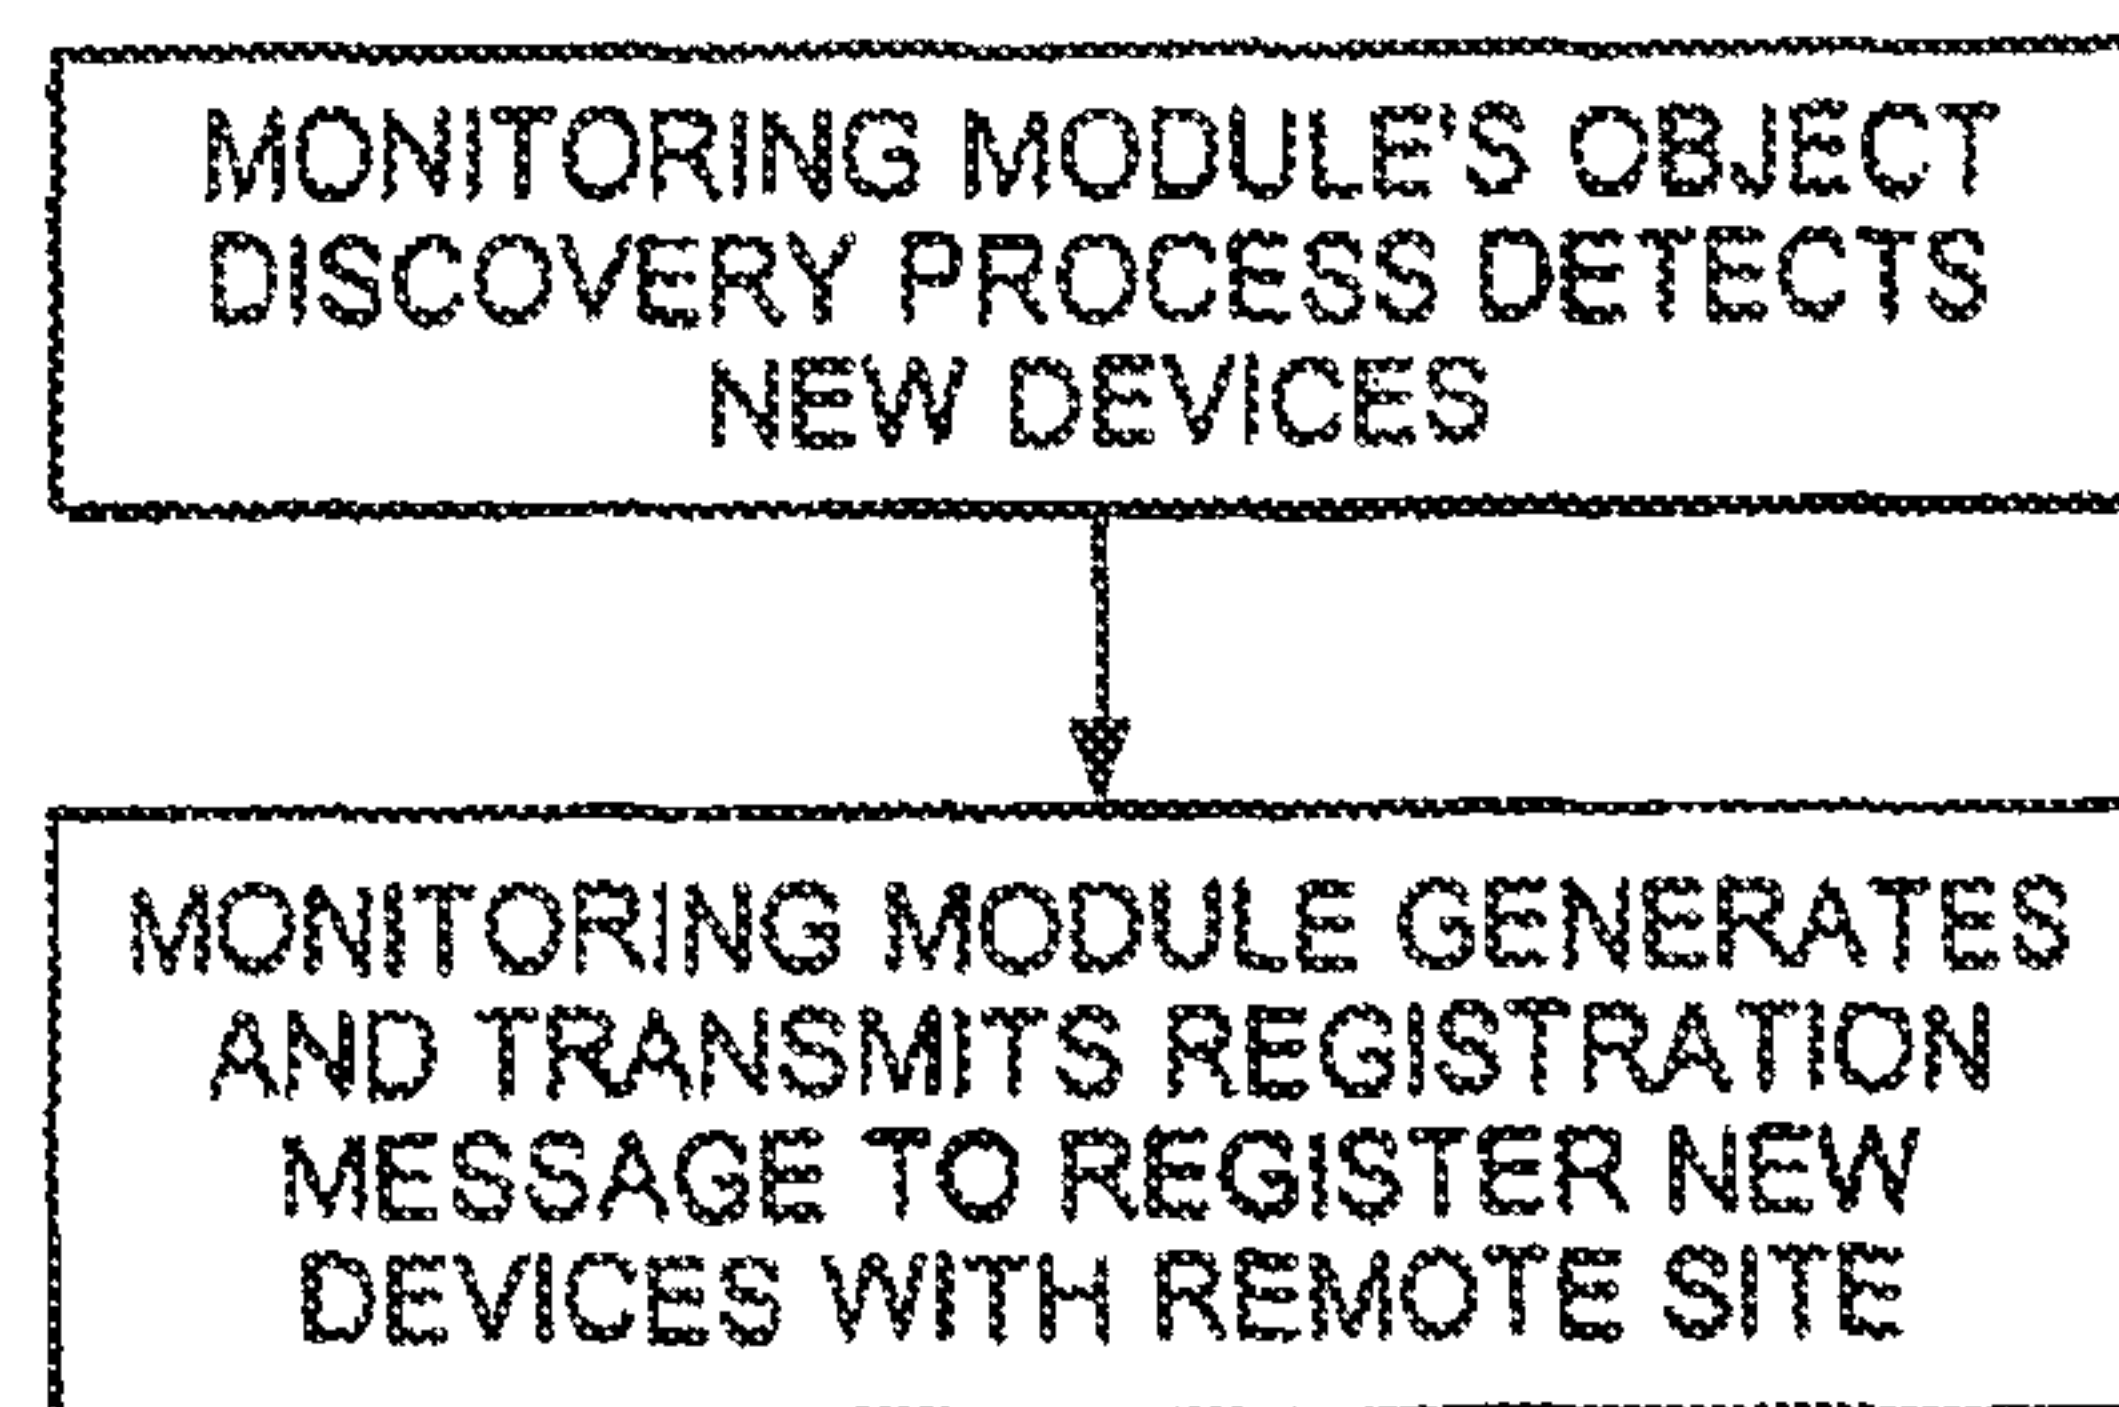 MONITORING MODULE'S OBJECT
DISCOVERY PROCESS DETECTS
NEW DEVICES
MONITORING MODULE GENERATES
AND TRANSMITS REGISTRATION
MESSAGE TO REGISTER NEW
DEVICES WITH REMOTE SITE